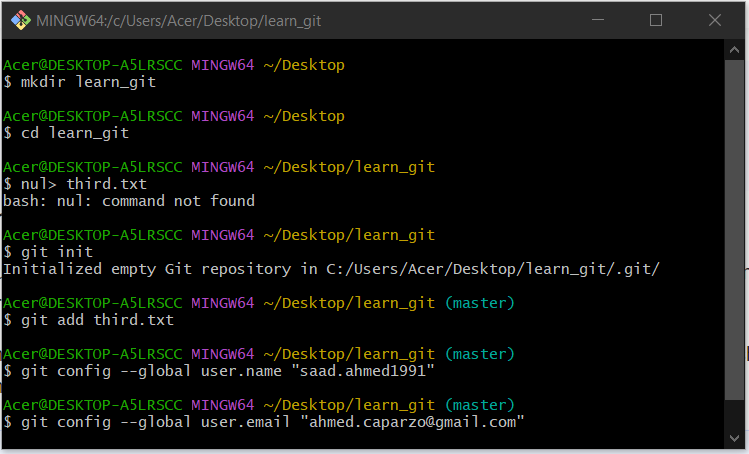 MINGW64:/c/Users/Acer/Desktop/learn_git
Acer@DESKTOP-A5LRSCC MINGW64 ~/Desktop
$ mkdir learn_git
Acer@DESKTOP-A5LRSCC MINGW64 ~/Desktop
$ cd learn_git
Acer@DESKTOP-A5LRSCC MINGW64 ~/Desktop/learn_git
$ nul> third.txt
bash: nul: command not found
Acer@DESKTOP-A5LRSCC MINGW64 ~/Desktop/learn_git
$ git init
Initialized empty Git repository in C:/Users/Acer/Desktop/learn_git/.git/
Acer@DESKTOP-A5LRSCC MINGW64 ~/Desktop/learn_git (master)
$ git add third.txt
Acer@DESKTOP-A5LRSCC MINGW64 ~/Desktop/learn_git (master)
$ git config --global user.name "saad.ahmed1991"
Acer@DESKTOP-A5LRSCC MINGW64 ~/Desktop/learn_git (master)
$ git config --global user.email "ahmed.caparzo@gmail.com"